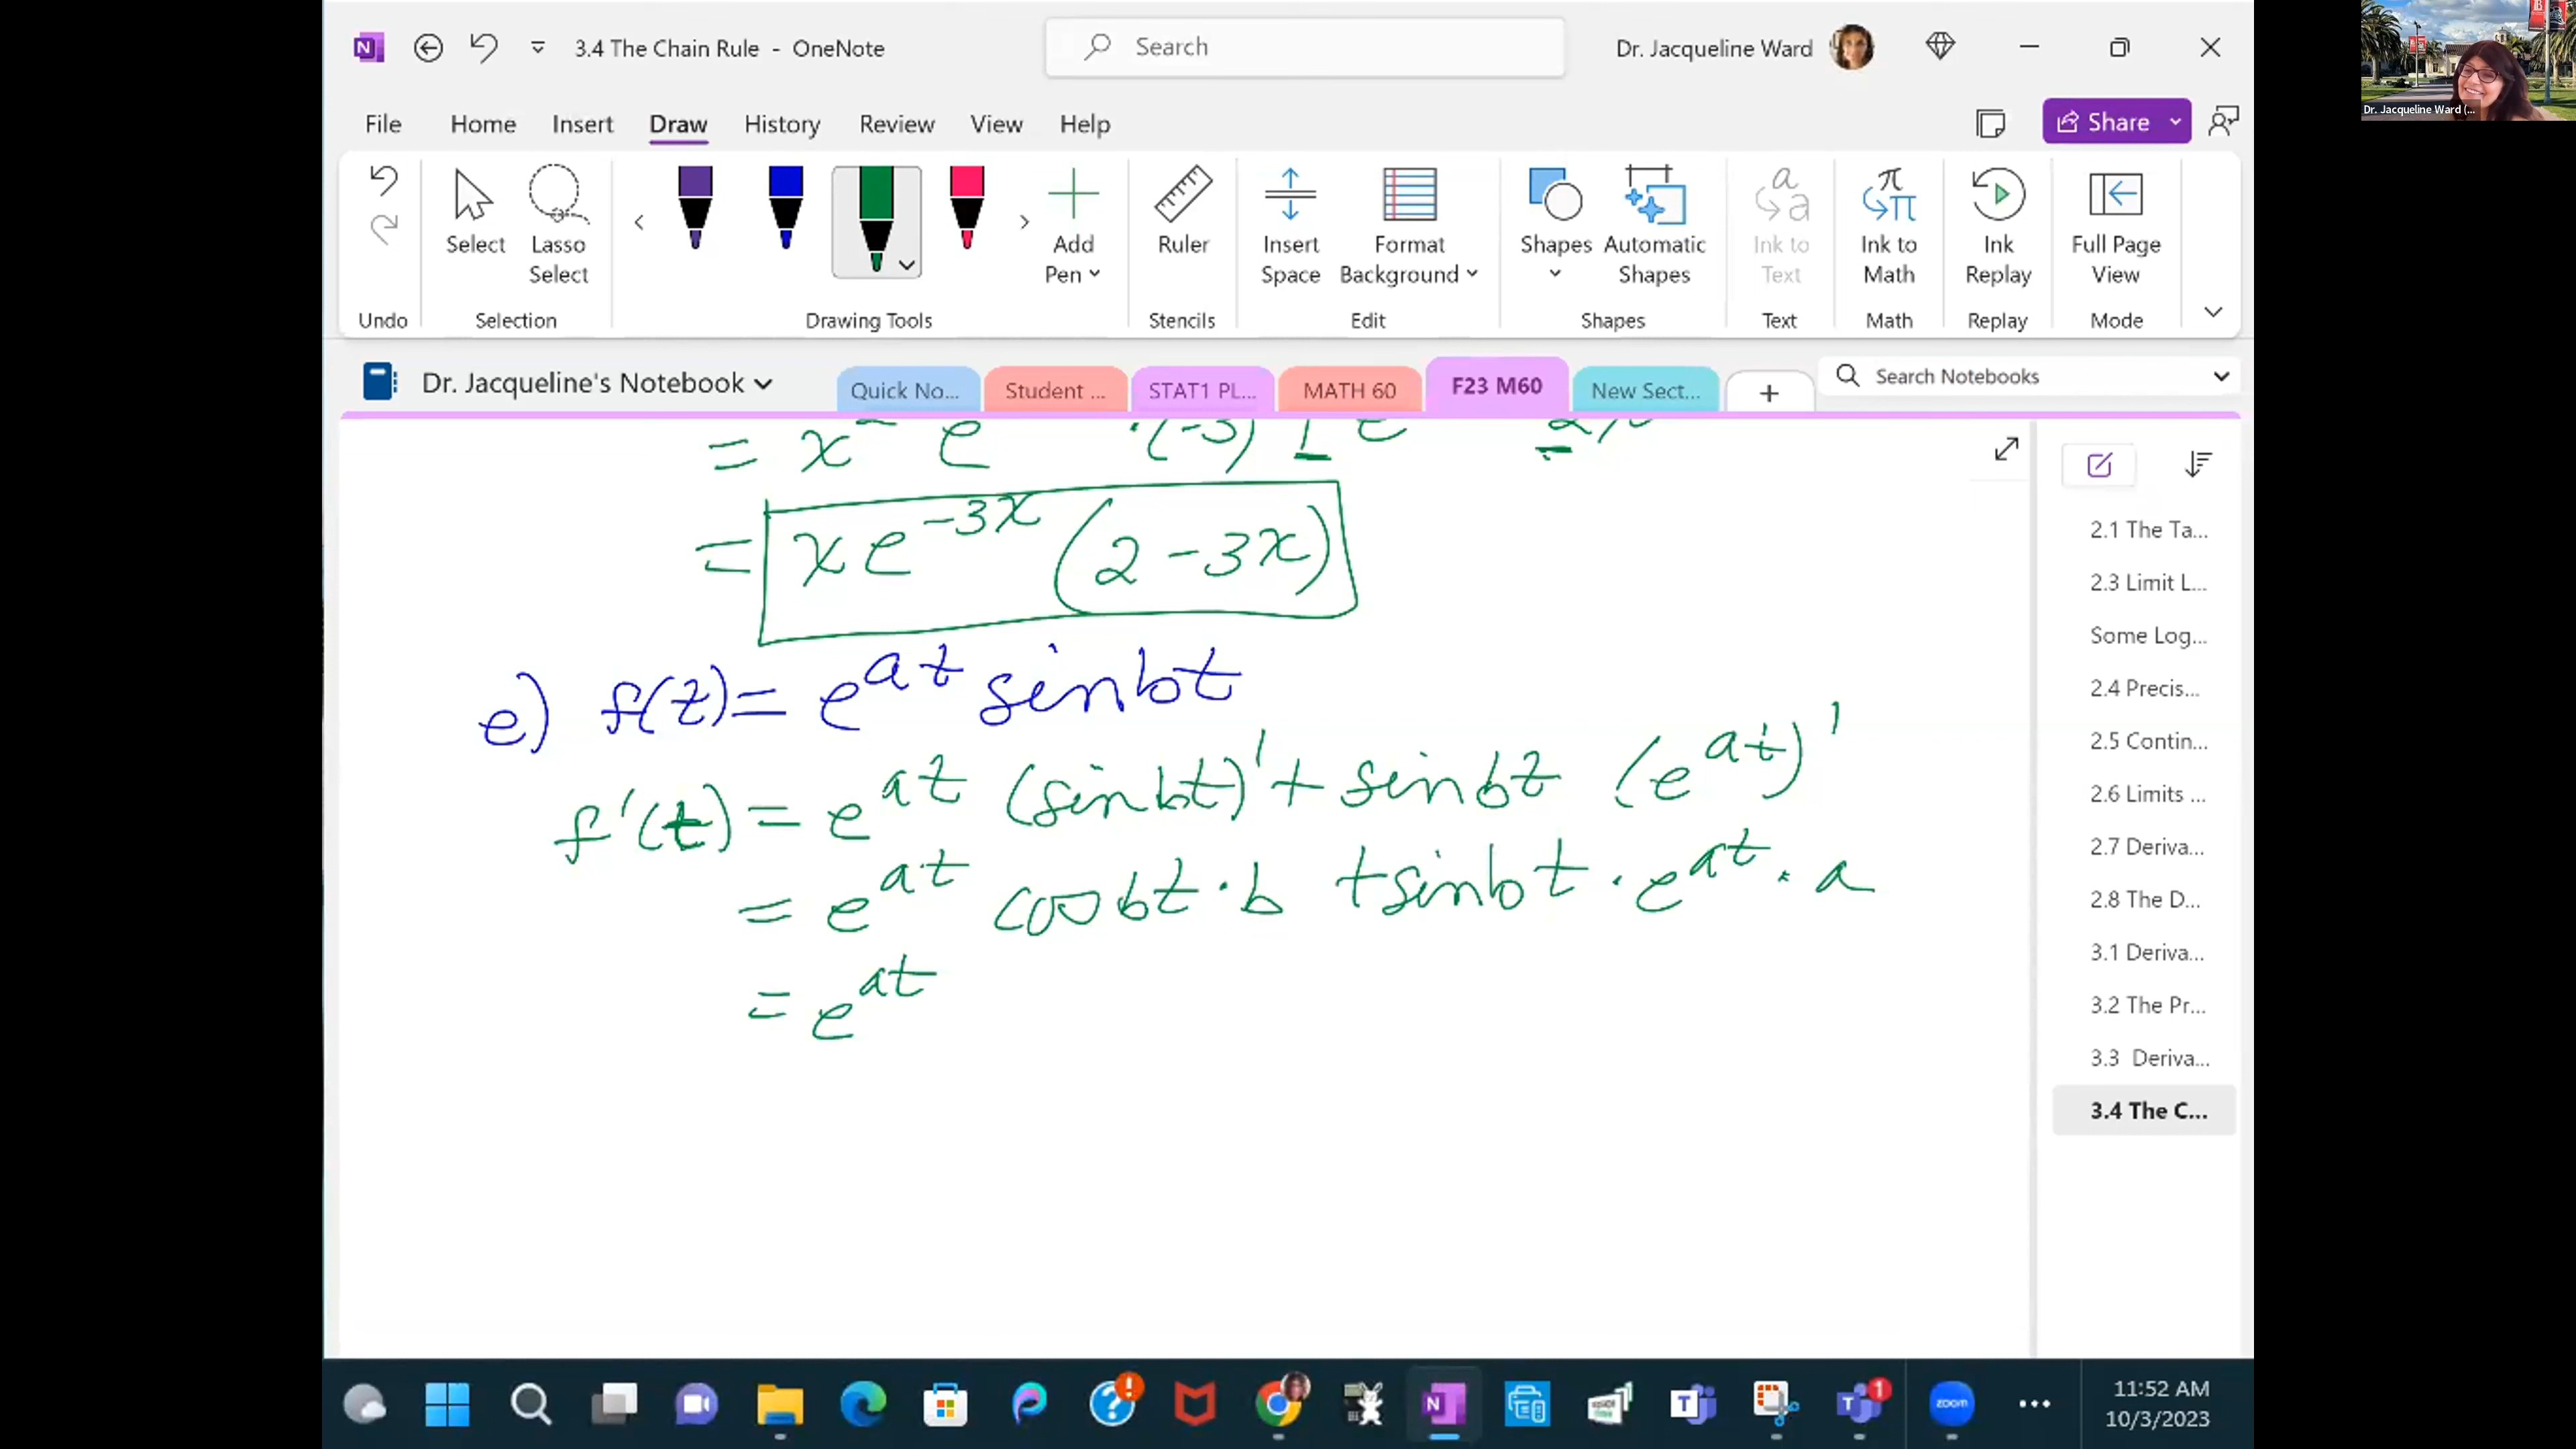 3.4 The Chain Rule - OneNote
Search
Dr. Jacqueline Ward
File Home Insert Draw History Review View Help
Share
Select
Lasso Select
Add Pen
Ruler
Insert Space
Format Background
Shapes
Automatic Shapes
Ink to Text
Ink to Math
Ink Replay
Full Page View
Undo Selection Drawing Tools Stencils Edit Shapes Text Math Replay Mode
Dr. Jacqueline's Notebook
Quick No... Student ... STAT1 PL... MATH 60 F23 M60 New Sect... +
Search Notebooks
= x² e ·(-3)
= x e^{-3x} (2 - 3x)
e) f(t) = e^{at} sin bt
f'(t) = e^{at} (sin bt)' + sin bt (e^{at})'
= e^{at} cos bt · b + sin bt · e^{at} · a
= e^{at}
2.1 The Ta...
2.3 Limit L...
Some Log...
2.4 Precis...
2.5 Contin...
2.6 Limits ...
2.7 Deriva...
2.8 The D...
3.1 Deriva...
3.2 The Pr...
3.3 Deriva...
3.4 The C...
zoom
1
11:52 AM
10/3/2023
Dr. Jacqueline Ward (...